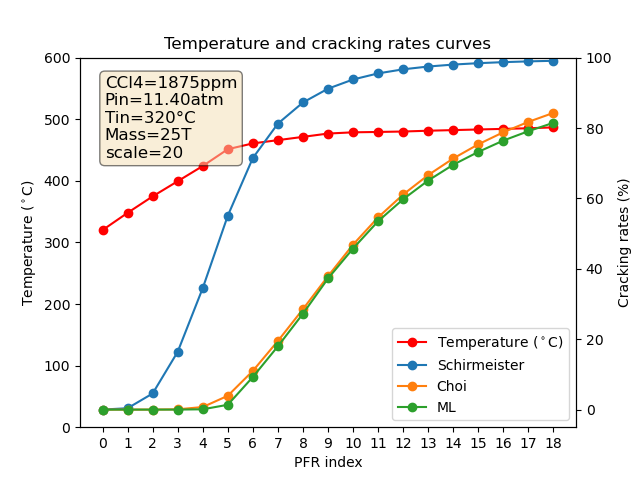 Temperature and cracking rates curves
CCl4=1875ppm
Pin=11.40atm
Tin=320°C
Mass=25T
scale=20
Temperature (°C)
600
500
400
300
200
100
0
Cracking rates (%)
100
80
60
40
20
0
Temperature (°C)
Schirmeister
Choi
ML
0 1 2 3 4 5 6 7 8 9 10 11 12 13 14 15 16 17 18
PFR index